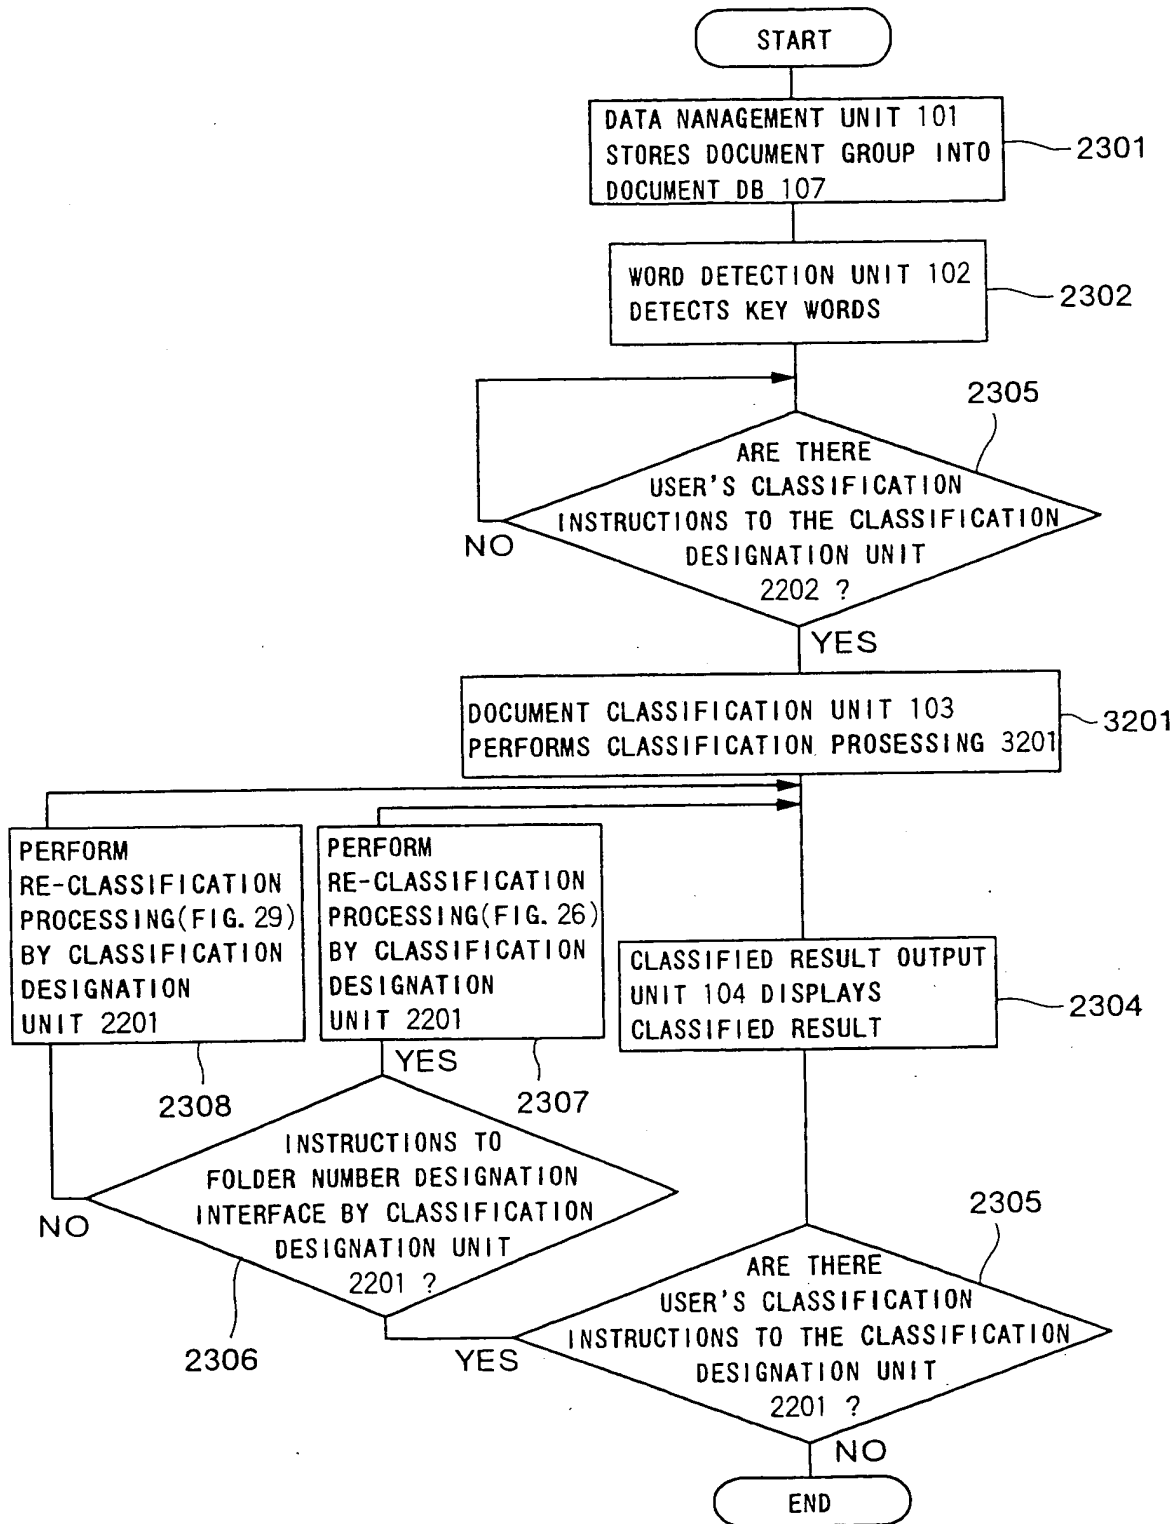 START
DATA NANAGEMENT UNIT 101
STORES DOCUMENT GROUP INTO
DOCUMENT DB 107
2301
WORD DETECTION UNIT 102
DETECTS KEY WORDS
2302
2305
ARE THERE
USER'S CLASSIFICATION
INSTRUCTIONS TO THE CLASSIFICATION
DESIGNATION UNIT
2202 ?
NO
YES
DOCUMENT CLASSIFICATION UNIT 103
PERFORMS CLASSIFICATION PROSESSING 3201
3201
PERFORM
RE-CLASSIFICATION
PROCESSING(FIG. 29)
BY CLASSIFICATION
DESIGNATION
UNIT 2201
2308
PERFORM
RE-CLASSIFICATION
PROCESSING(FIG. 26)
BY CLASSIFICATION
DESIGNATION
UNIT 2201
2307
CLASSIFIED RESULT OUTPUT
UNIT 104 DISPLAYS
CLASSIFIED RESULT
2304
YES
INSTRUCTIONS TO
FOLDER NUMBER DESIGNATION
INTERFACE BY CLASSIFICATION
DESIGNATION UNIT
2201 ?
NO
2306
2305
ARE THERE
USER'S CLASSIFICATION
INSTRUCTIONS TO THE CLASSIFICATION
DESIGNATION UNIT
2201 ?
YES
NO
END